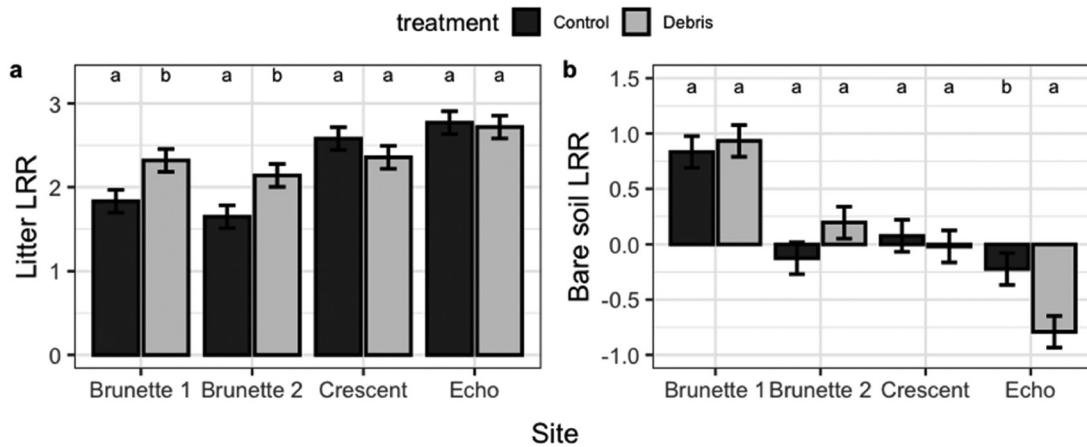 treatment Control Debris
a
a b a b a a a a
Litter LRR
3
2
1
0
Brunette 1 Brunette 2 Crescent Echo
b
a a a a a a b a
Bare soil LRR
1.5
1.0
0.5
0.0
-0.5
-1.0
Brunette 1 Brunette 2 Crescent Echo
Site